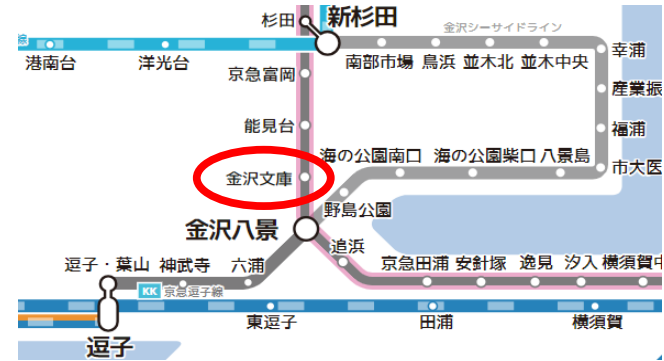 杉田
新杉田
金沢シーサイドライン
港南台
洋光台
京急富岡
南部市場
鳥浜
並木北
並木中央
幸浦
産業振
能見台
福浦
海の公園南口
海の公園柴口
八景島
市大医
金沢文庫
野島公園
金沢八景
追浜
逗子・葉山
神武寺
六浦
京急田浦
安針塚
逸見
汐入
横須賀中
KK 京急逗子線
東逗子
田浦
横須賀
逗子